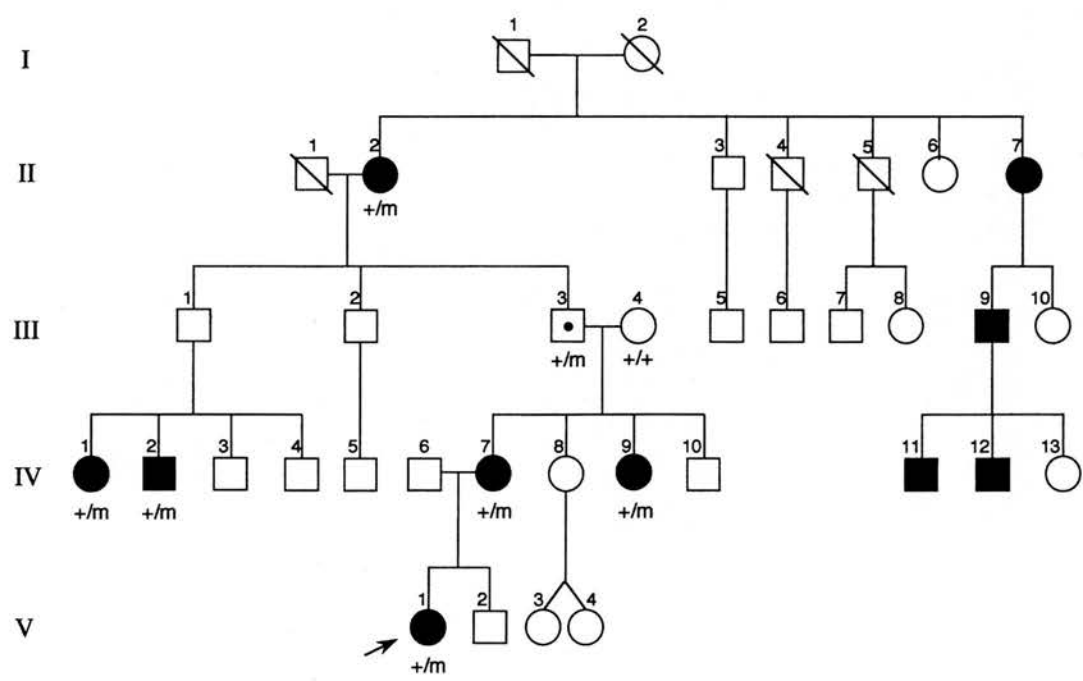 1 2
I
1 2 3 4 5 6 7
II
+/m
1 2 3 4 5 6 7 8 9 10
III
+/m +/+
1 2 3 4 5 6 7 8 9 10 11 12 13
IV
+/m +/m +/m +/m
1 2 3 4
V
+/m